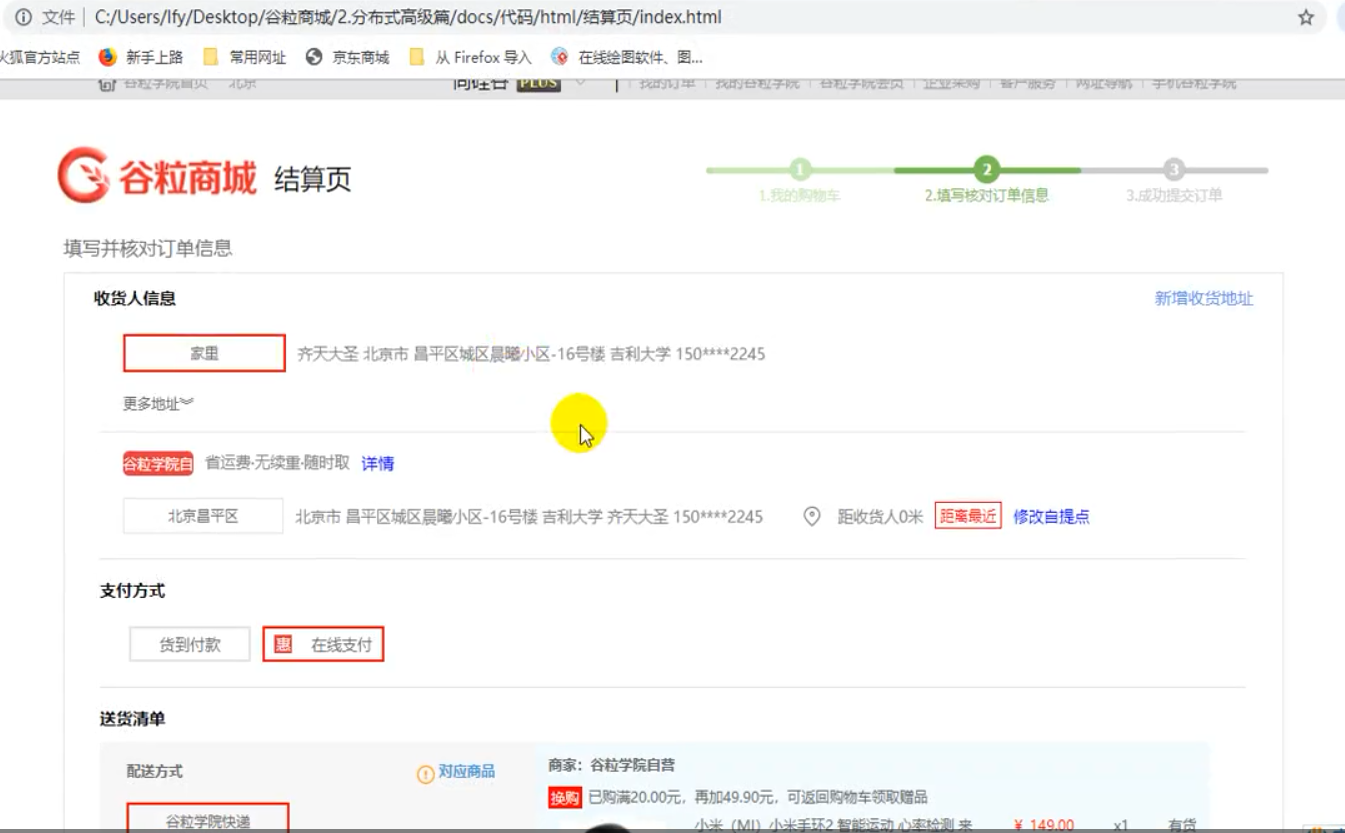 文件 C:/Users/lfy/Desktop/谷粒商城/2.分布式高级篇/docs/代码/html/结算页/index.html
火狐官方站点 新手上路 常用网址 京东商城 从 Firefox 导入 在线绘图软件、图...
谷粒学院首页 北京 尚硅谷 PLUS 我的订单 我的谷粒学院 谷粒学院会员 企业采购 客户服务 网址导航 手机谷粒学院
谷粒商城 结算页
1 2 3
1.我的购物车 2.填写核对订单信息 3.成功提交订单
填写并核对订单信息
收货人信息 新增收货地址
家里 齐天大圣 北京市 昌平区城区晨曦小区-16号楼 吉利大学 150****2245
更多地址
谷粒学院自 省运费·无续重·随时取 详情
北京昌平区 北京市 昌平区城区晨曦小区-16号楼 吉利大学 齐天大圣 150****2245 距收货人0米 距离最近 修改自提点
支付方式
货到付款 惠 在线支付
送货清单
配送方式 对应商品 商家：谷粒学院自营
换购 已购满20.00元，再加49.90元，可返回购物车领取赠品
谷粒学院快递 小米（MI）小米手环2 智能运动 心率检测 来 ￥ 149.00 x1 有货